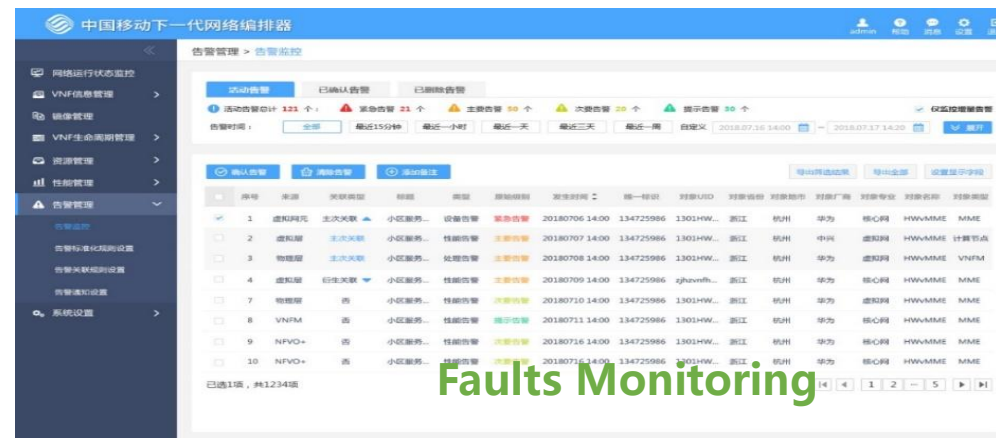 中国移动下一代网络编排器
admin 帮助 消息 设置
告警管理 > 告警监控
网络运行状态监控
VNF信息管理
镜像管理
VNF生命周期管理
资源管理
性能管理
告警管理
告警监控
告警标准化规则设置
告警关联规则设置
告警通知设置
系统设置
活动告警 已确认告警 已删除告警
活动告警总计 121 个: 紧急告警 21 个 主要告警 50 个 次要告警 20 个 提示告警 30 个 仅监控增量告警
告警时间: 全部 最近15分钟 最近一小时 最近一天 最近三天 最近一周 自定义 2018.07.16 14:00 ~ 2018.07.17 14:20 展开
确认告警 清除告警 添加备注 导出筛选结果 导出全部 设置显示字段
序号 来源 关联类型 标题 类型 原始级别 发生时间 唯一标识 对象UID 对象省份 对象地市 对象厂商 对象专业 对象名称 对象类型
1 虚拟网元 主次关联 小区服务... 设备告警 紧急告警 20180706 14:00 134725986 1301HW... 浙江 杭州 华为 核心网 HWvMME MME
2 虚拟层 主次关联 小区服务... 性能告警 主要告警 20180707 14:00 134725986 1301HW... 浙江 杭州 中兴 虚拟网 HWvMME 计算节点
3 物理层 主次关联 小区服务... 处理告警 主要告警 20180708 14:00 134725986 1301HW... 浙江 杭州 华为 虚拟网 HWvMME VNFM
4 虚拟层 衍生关联 小区服务... 性能告警 主要告警 20180709 14:00 134725986 zjhzvnfh... 浙江 杭州 华为 核心网 HWvMME MME
7 物理层 否 小区服务... 性能告警 次要告警 20180710 14:00 134725986 1301HW... 浙江 杭州 华为 虚拟网 HWvMME MME
8 VNFM 否 小区服务... 性能告警 提示告警 20180711 14:00 134725986 1301HW... 浙江 杭州 华为 核心网 HWvMME MME
9 NFVO+ 否 小区服务... 性能告警 次要告警 20180716 14:00 134725986 1301HW... 浙江 杭州 华为 核心网 HWvMME MME
10 NFVO+ 否 小区服务... 性能告警 次要告警 20180716 14:00 134725986 1301HW... 浙江 杭州 华为 核心网 HWvMME MME
已选1项,共1234项 1 2 ... 5
Faults Monitoring